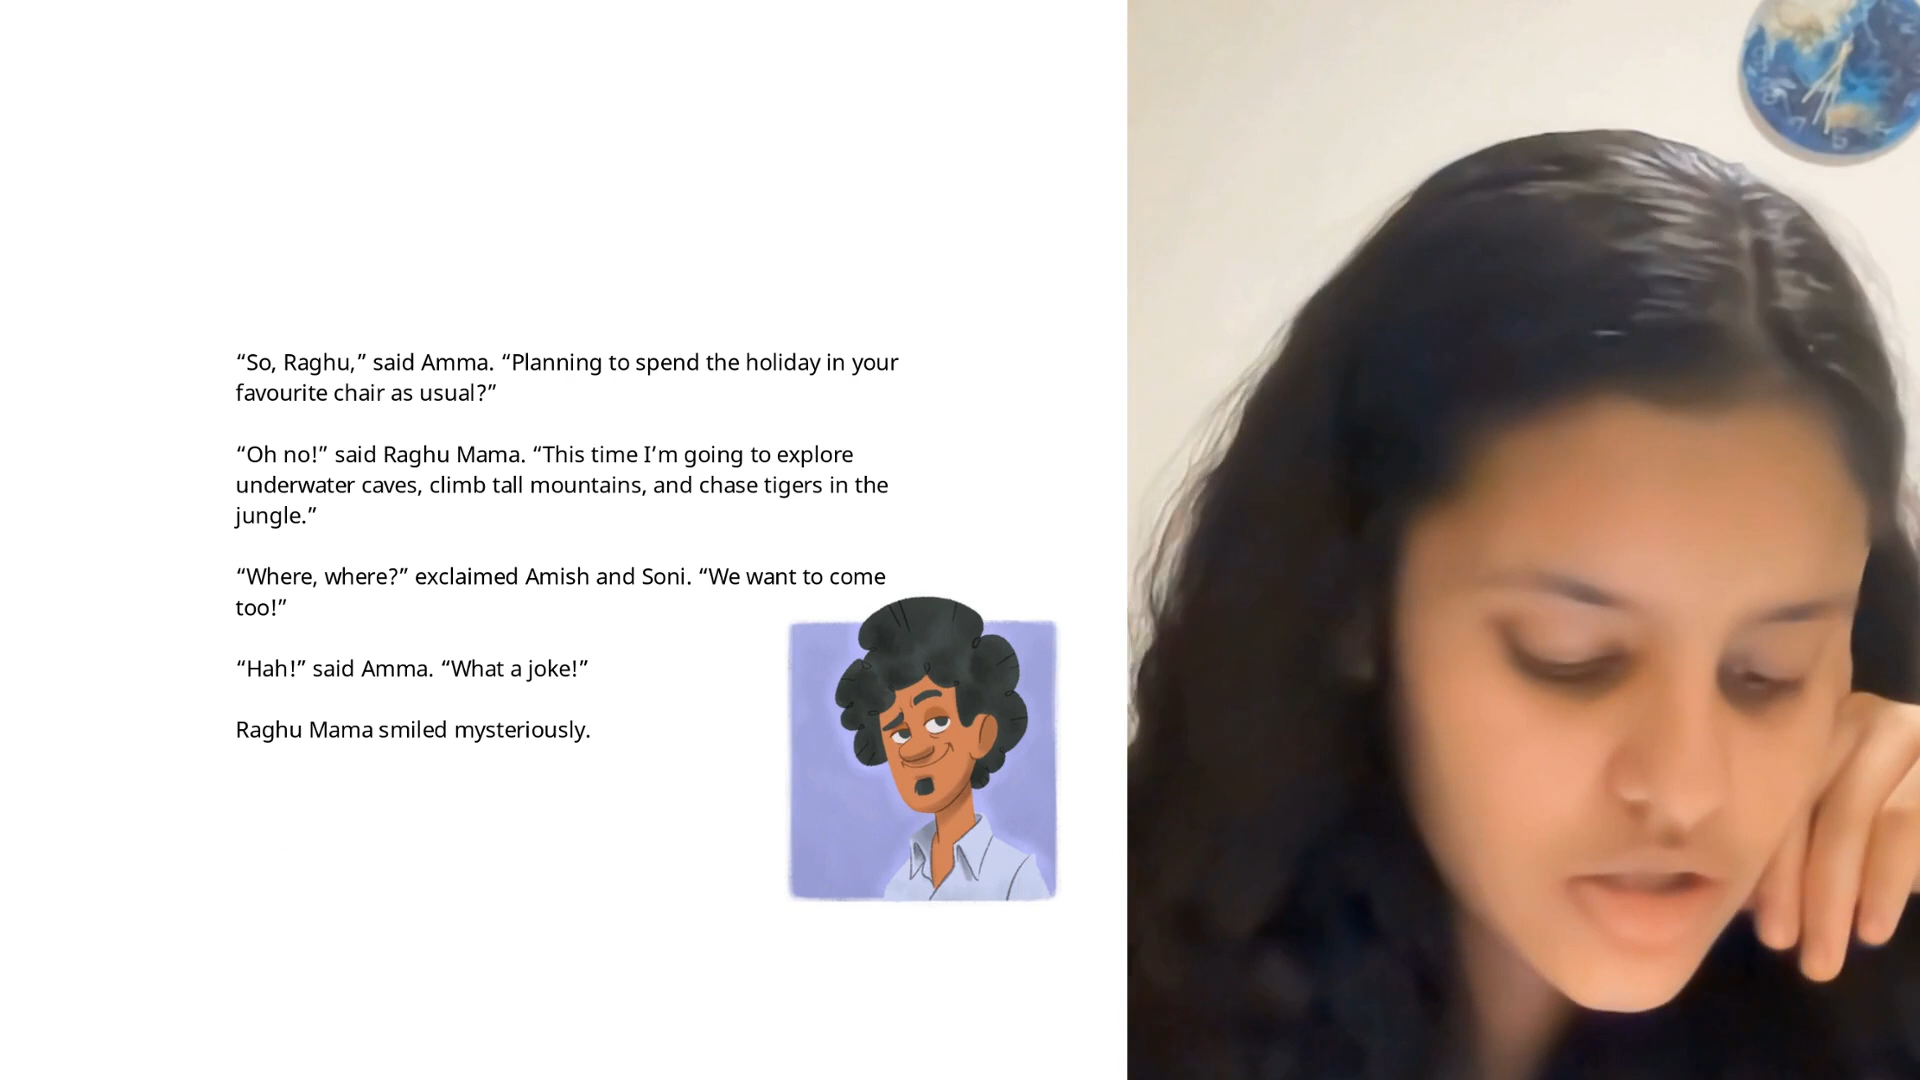 “So, Raghu,” said Amma. “Planning to spend the holiday in your
favourite chair as usual?”
“Oh no!” said Raghu Mama. “This time I’m going to explore
underwater caves, climb tall mountains, and chase tigers in the
jungle.”
“Where, where?” exclaimed Amish and Soni. “We want to come
too!”
“Hah!” said Amma. “What a joke!”
Raghu Mama smiled mysteriously.